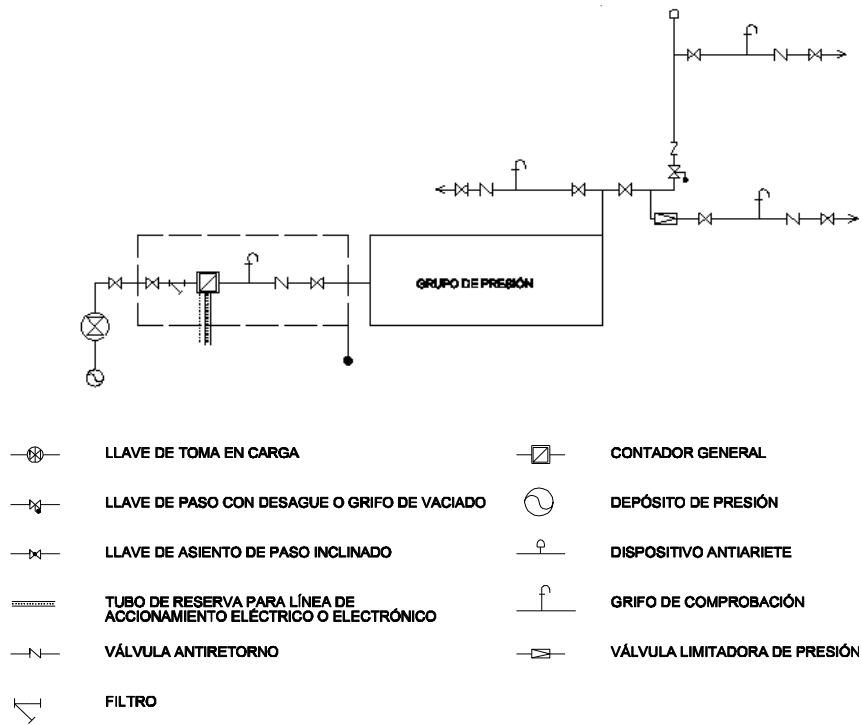 GRUPO DE PRESIÓN
LLAVE DE TOMA EN CARGA
CONTADOR GENERAL
LLAVE DE PASO CON DESAGUE O GRIFO DE VACIADO
DEPÓSITO DE PRESIÓN
LLAVE DE ASIENTO DE PASO INCLINADO
DISPOSITIVO ANTIARIETE
TUBO DE RESERVA PARA LÍNEA DE
ACCIONAMIENTO ELÉCTRICO O ELECTRÓNICO
GRIFO DE COMPROBACIÓN
VÁLVULA ANTIRETORNO
VÁLVULA LIMITADORA DE PRESIÓN
FILTRO